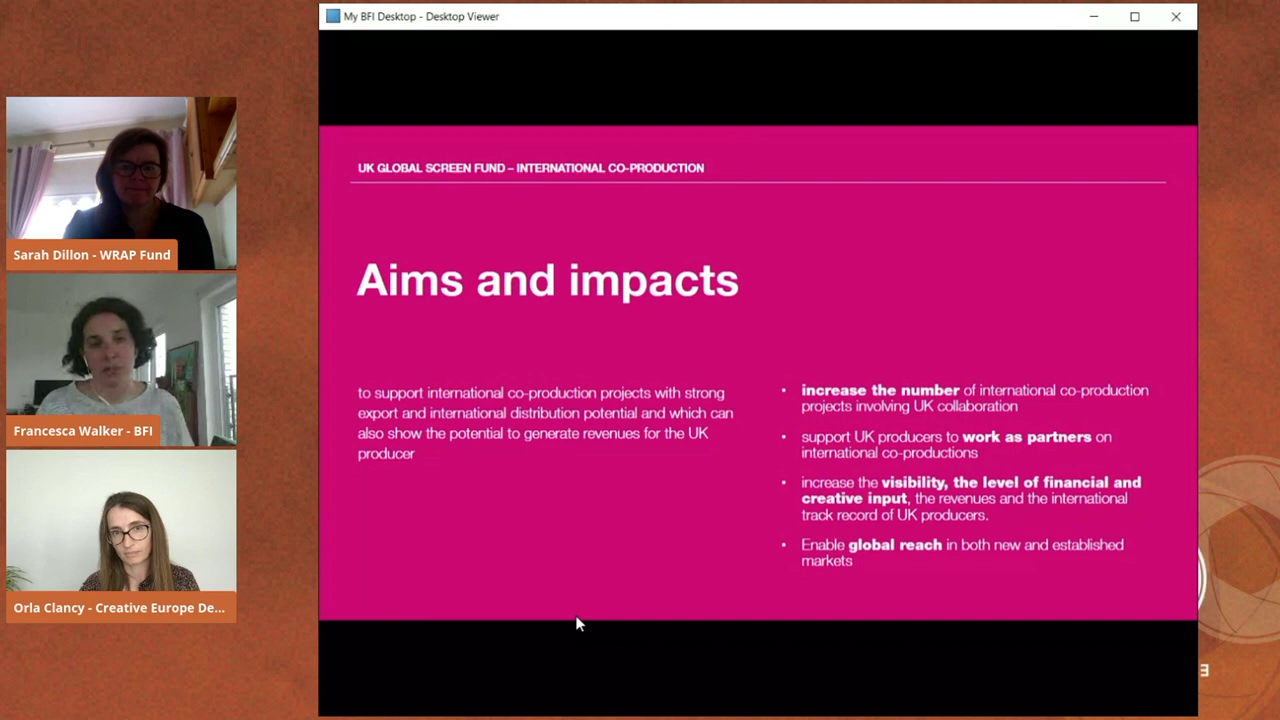 My BFI Desktop - Desktop Viewer
UK GLOBAL SCREEN FUND – INTERNATIONAL CO-PRODUCTION
Aims and impacts
to support international co-production projects with strong
export and international distribution potential and which can
also show the potential to generate revenues for the UK
producer
• increase the number of international co-production
projects involving UK collaboration
• support UK producers to work as partners on
international co-productions
• increase the visibility, the level of financial and
creative input, the revenues and the international
track record of UK producers.
• Enable global reach in both new and established
markets
Sarah Dillon - WRAP Fund
Francesca Walker - BFI
Orla Clancy - Creative Europe De...
3